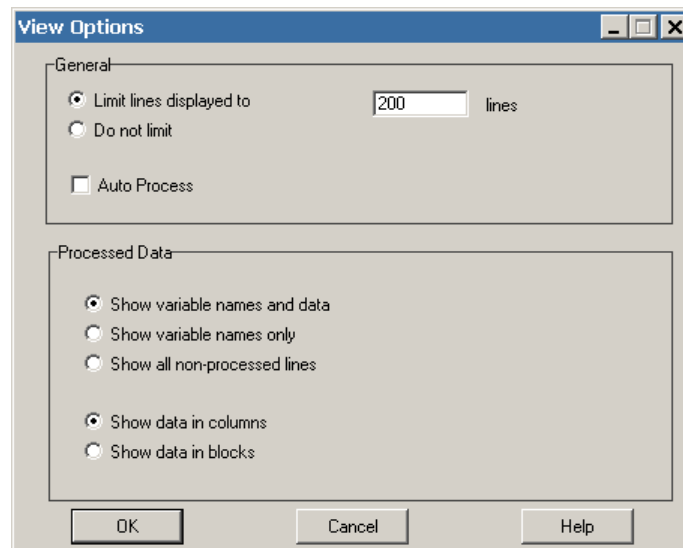 View Options
General
Limit lines displayed to 200 lines
Do not limit
Auto Process
Processed Data
Show variable names and data
Show variable names only
Show all non-processed lines
Show data in columns
Show data in blocks
OK Cancel Help